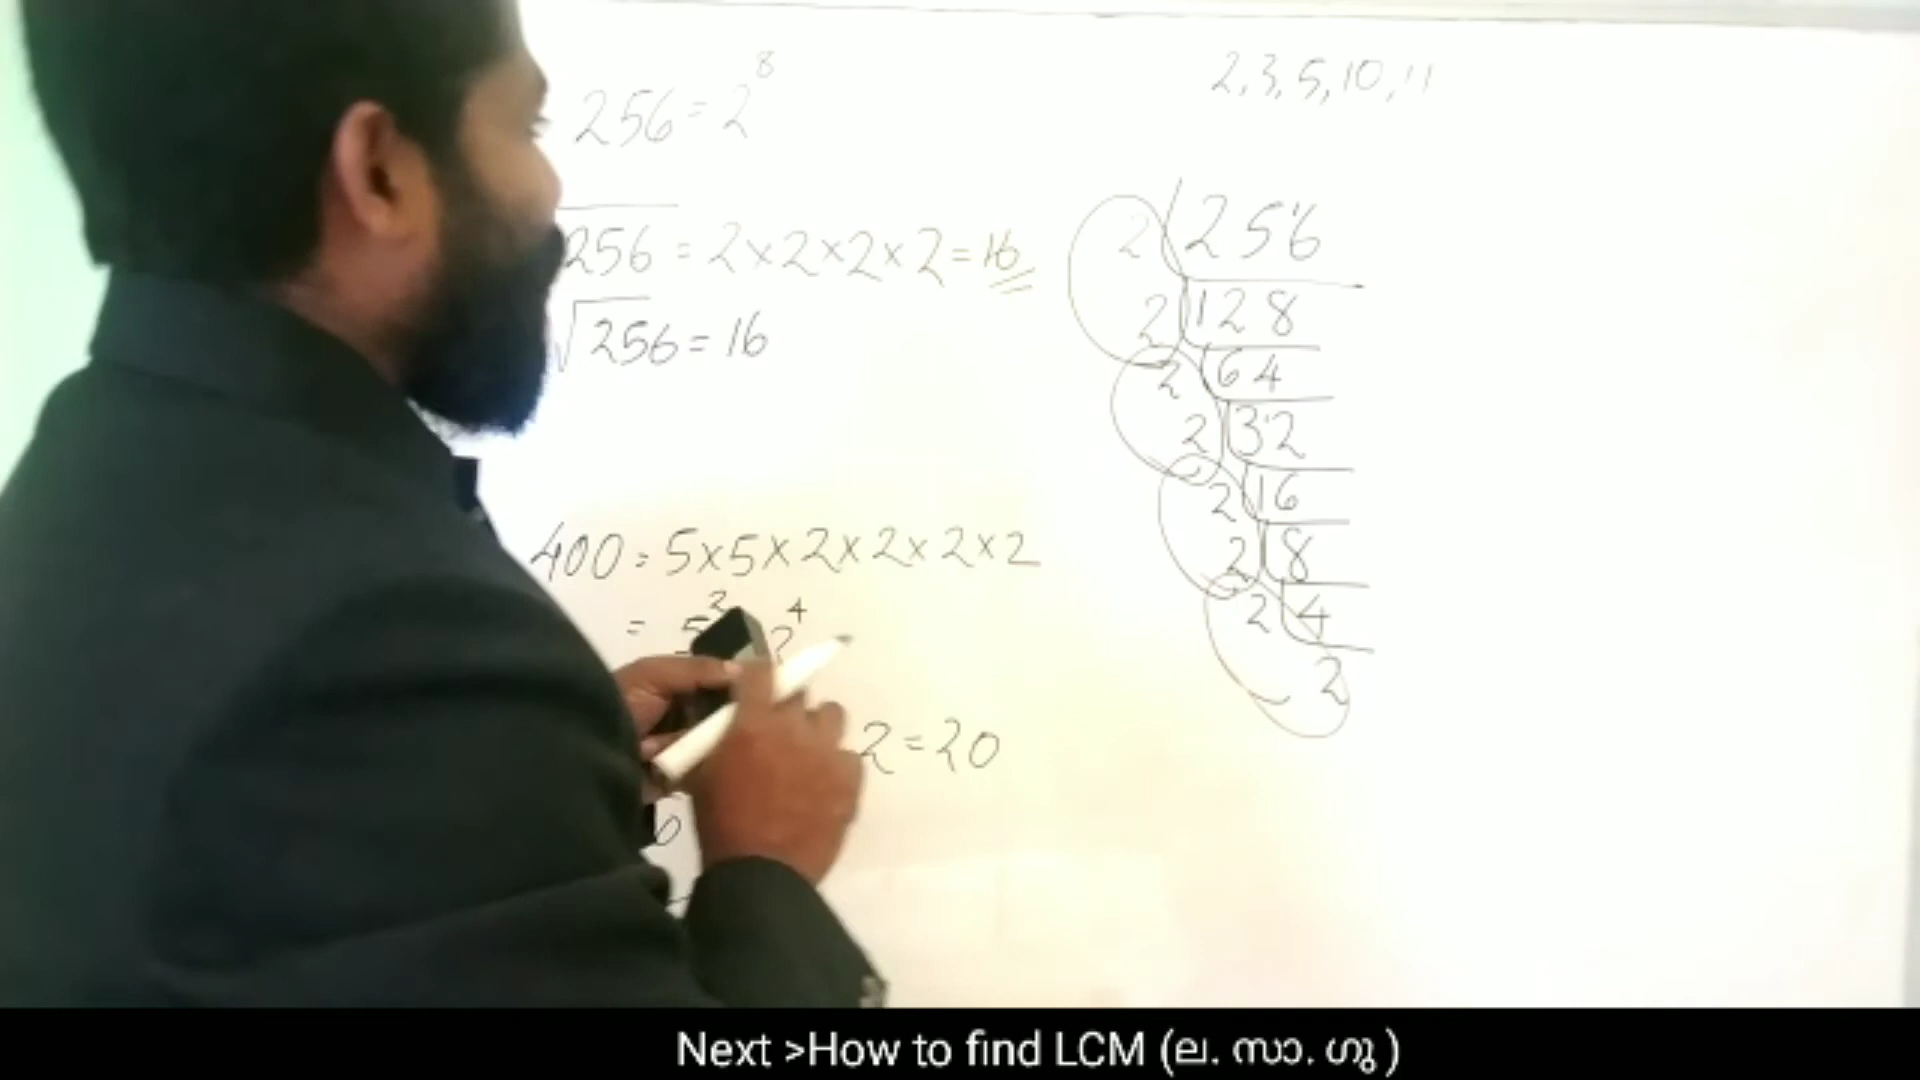 256 = 2⁸
256 = 2×2×2×2 = 16
√256 = 16
400 = 5×5×2×2×2×2
= 5² 2⁴
2 = 20
2, 3, 5, 10, 11
2 256
2 128
2 64
2 32
2 16
2 8
2 4
2
Next >How to find LCM (ല. സാ. ഗു )